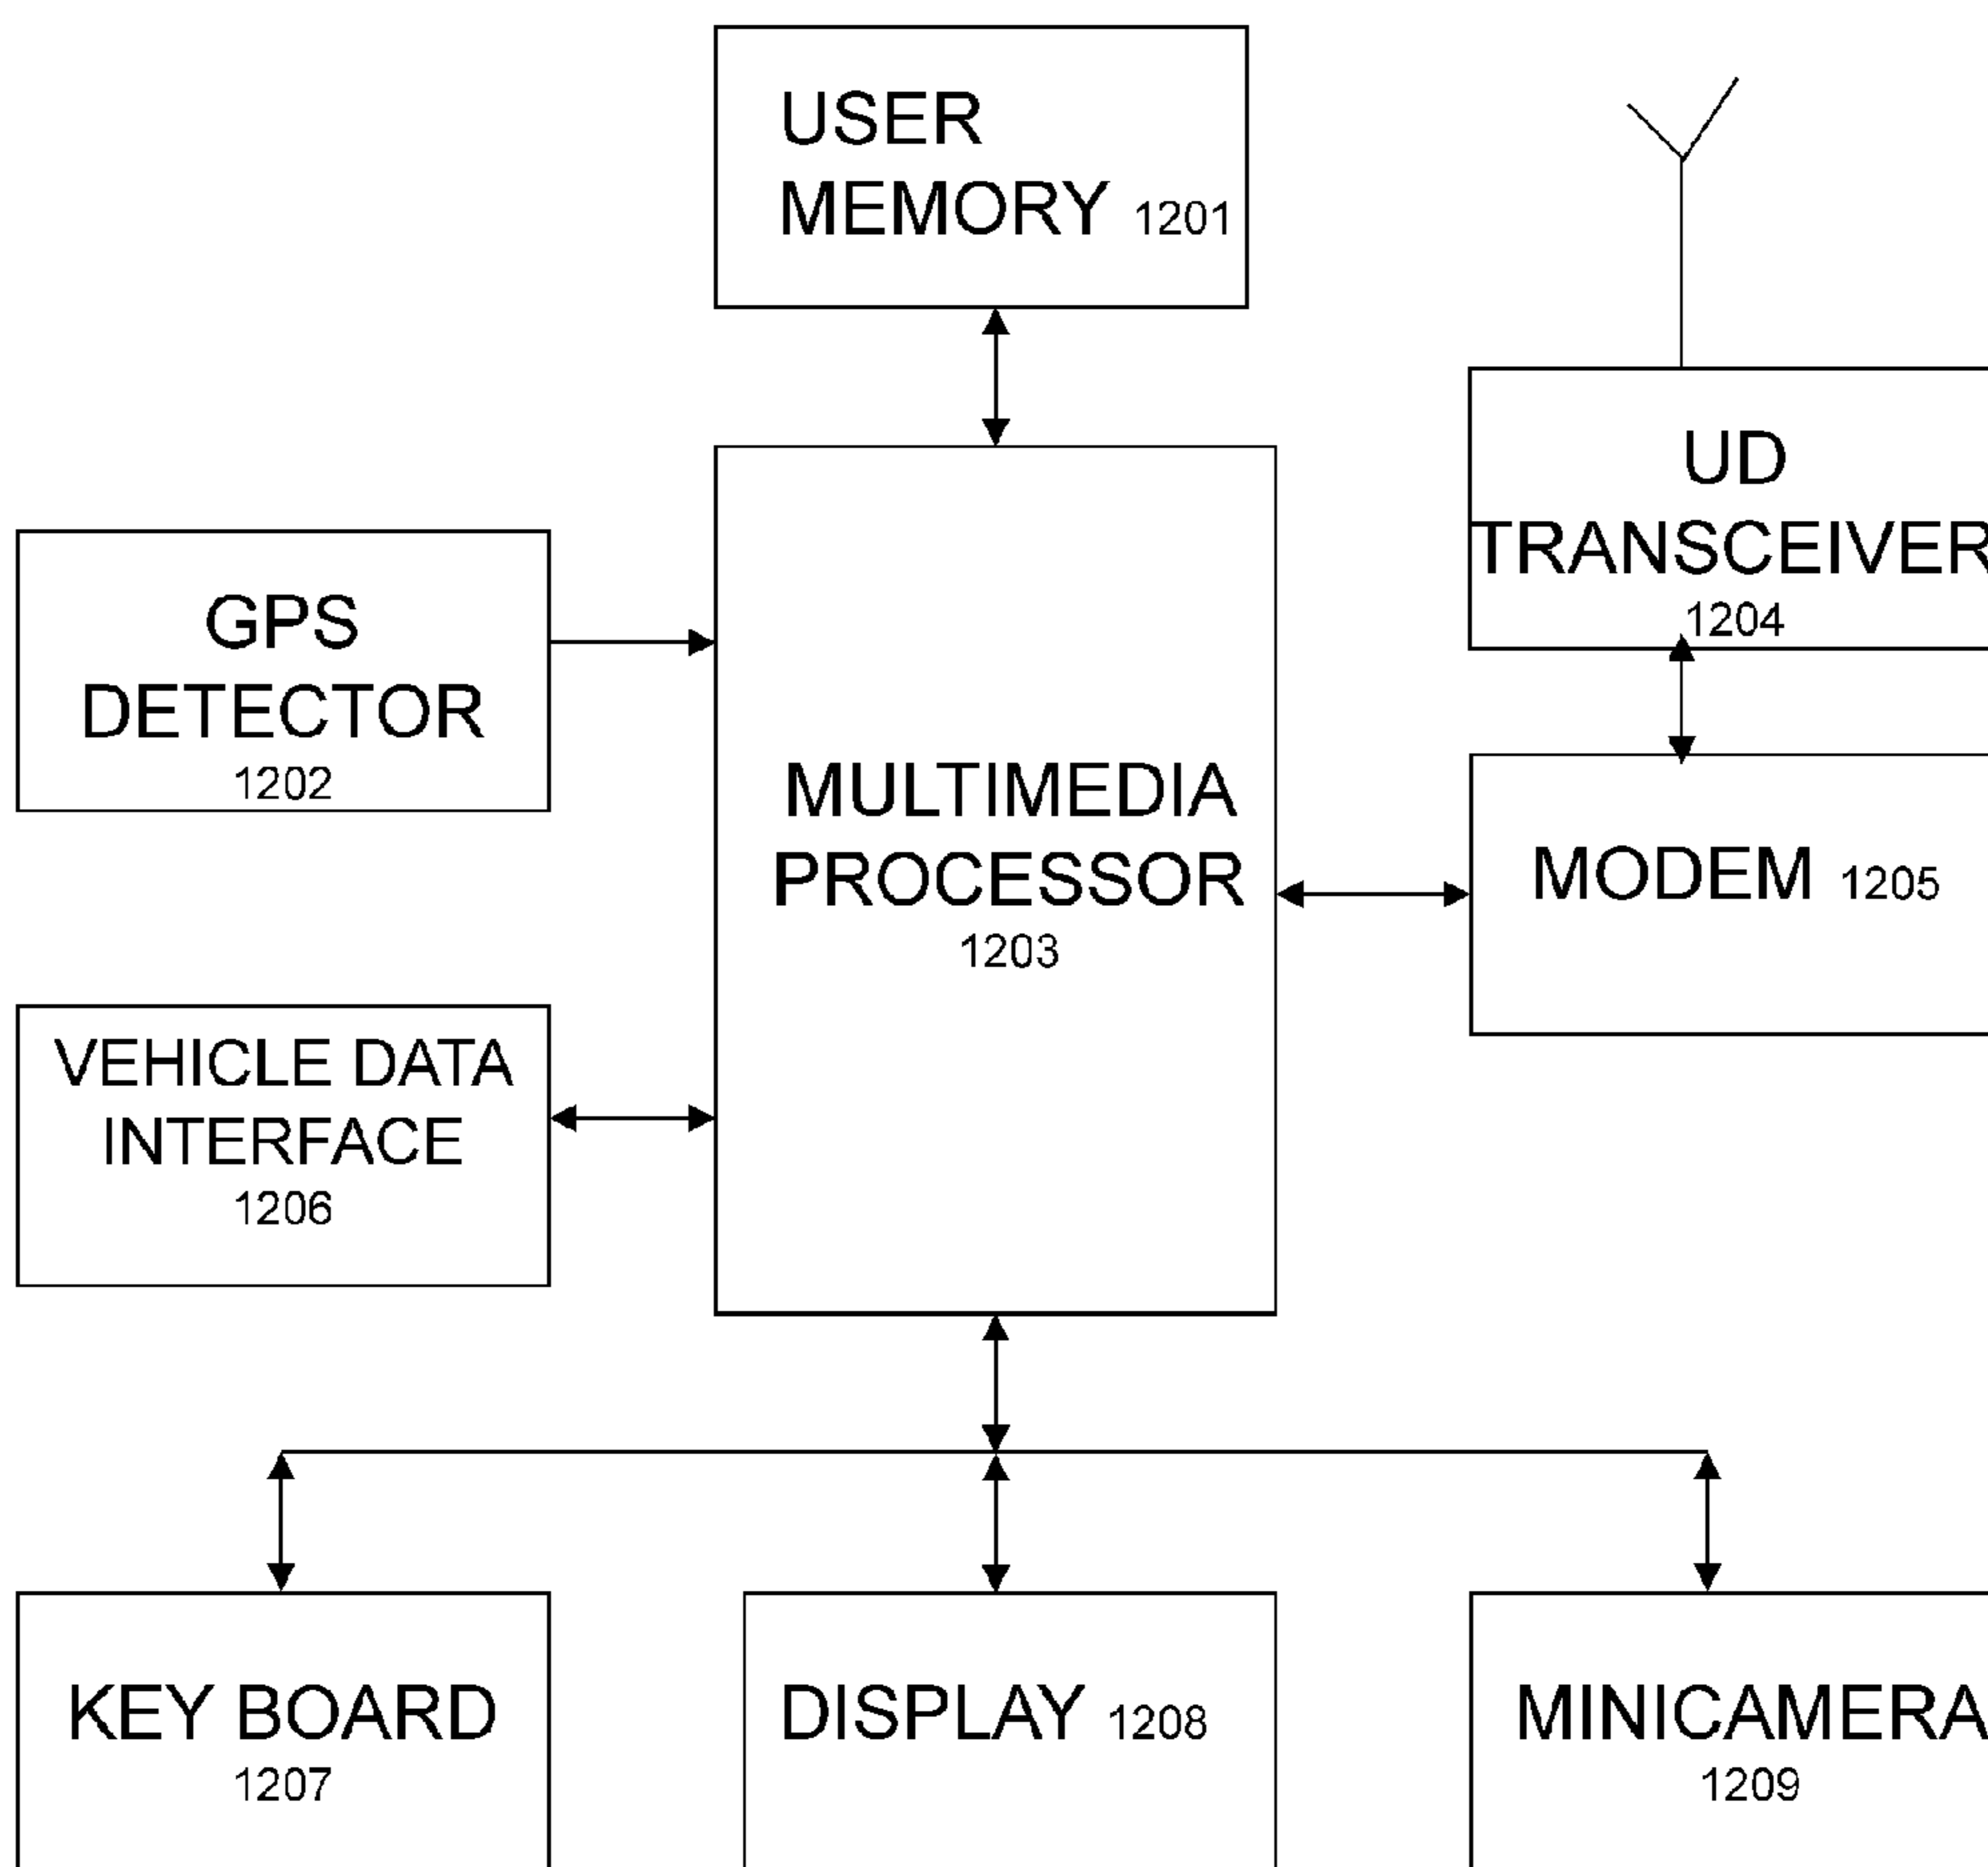 USER
MEMORY 1201
UD
TRANSCEIVER
1204
GPS
DETECTOR
1202
MULTIMEDIA
PROCESSOR
1203
MODEM 1205
VEHICLE DATA
INTERFACE
1206
KEY BOARD
1207
DISPLAY 1208
MINICAMERA
1209